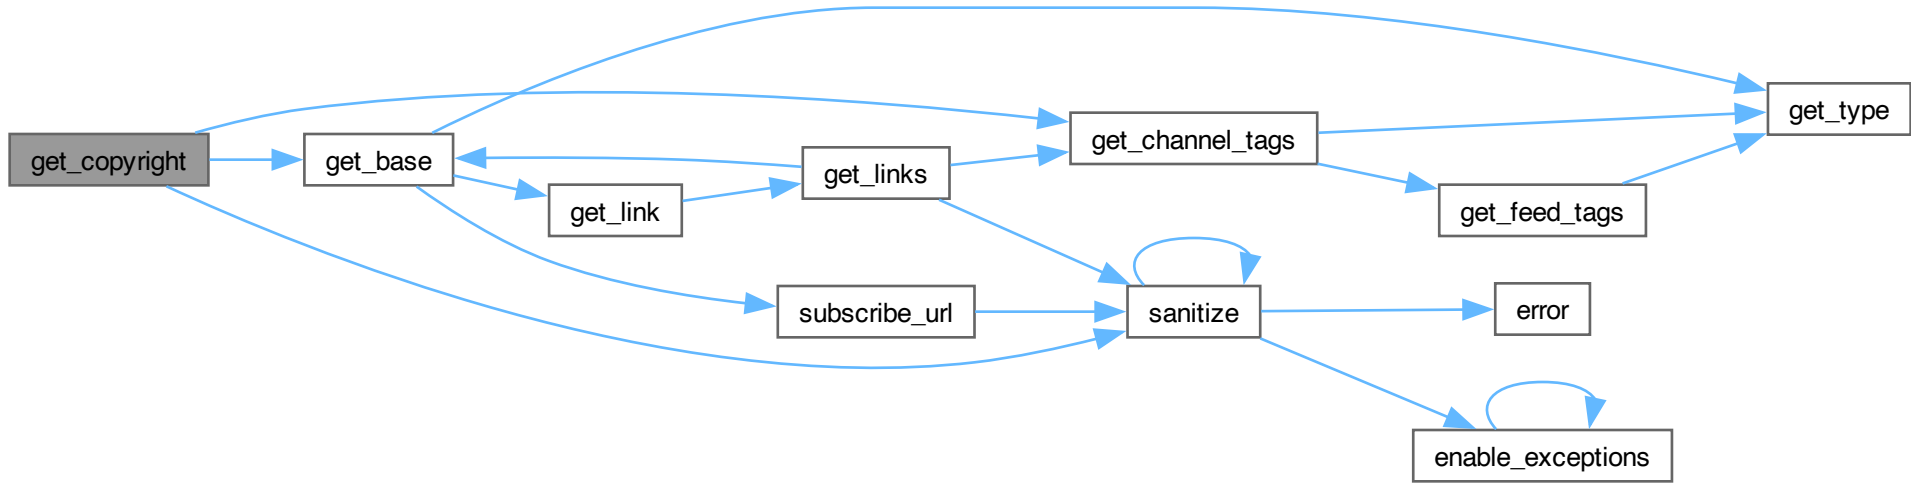 get_copyright
get_base
get_link
get_links
subscribe_url
get_channel_tags
sanitize
get_feed_tags
error
enable_exceptions
get_type